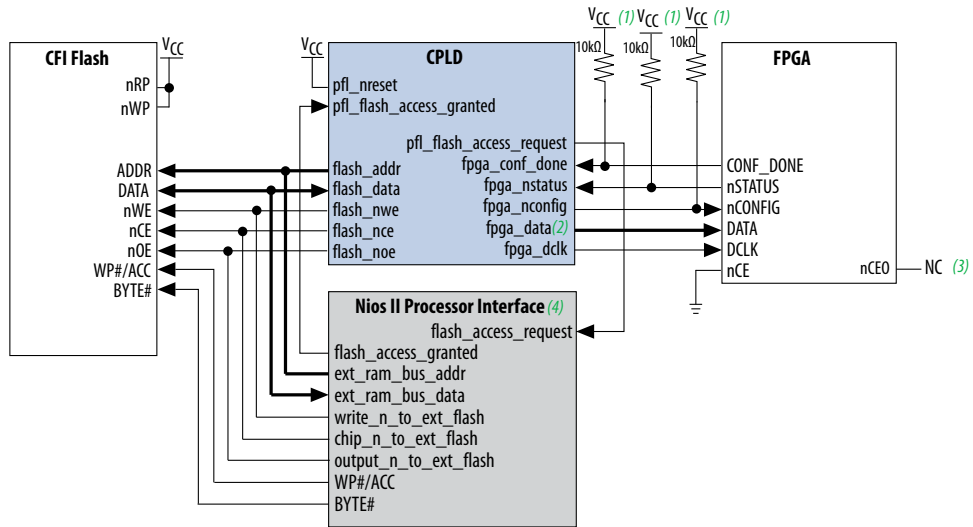 CFI Flash
VCC
nRP
nWP
ADDR
DATA
nWE
nCE
nOE
WP#/ACC
BYTE#
VCC
CPLD
pfl_nreset
pfl_flash_access_granted
pfl_flash_access_request
flash_addr
flash_data
flash_nwe
flash_nce
flash_noe
fpga_conf_done
fpga_nstatus
fpga_nconfig
fpga_data(2)
fpga_dclk
VCC (1)
VCC (1)
VCC (1)
10kΩ
10kΩ
10kΩ
FPGA
CONF_DONE
nSTATUS
nCONFIG
DATA
DCLK
nCE
nCEO
NC (3)
Nios II Processor Interface(4)
flash_access_request
flash_access_granted
ext_ram_bus_addr
ext_ram_bus_data
write_n_to_ext_flash
chip_n_to_ext_flash
output_n_to_ext_flash
WP#/ACC
BYTE#